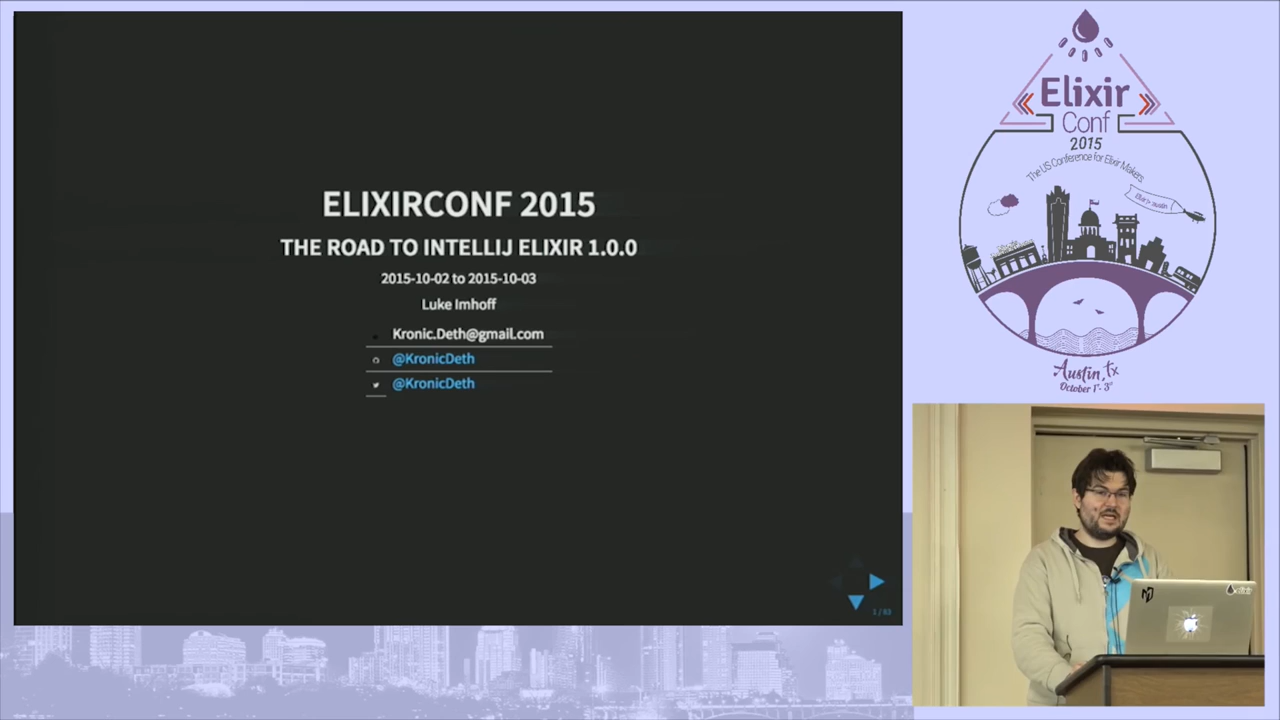 ELIXIRCONF 2015
THE ROAD TO INTELLIJ ELIXIR 1.0.0
2015-10-02 to 2015-10-03
Luke Imhoff
Kronic.Deth@gmail.com
@KronicDeth
@KronicDeth
1 / 93
Elixir
Conf
2015
The US Conference for Elixir Makers
Austin, tx
October 1st - 3rd